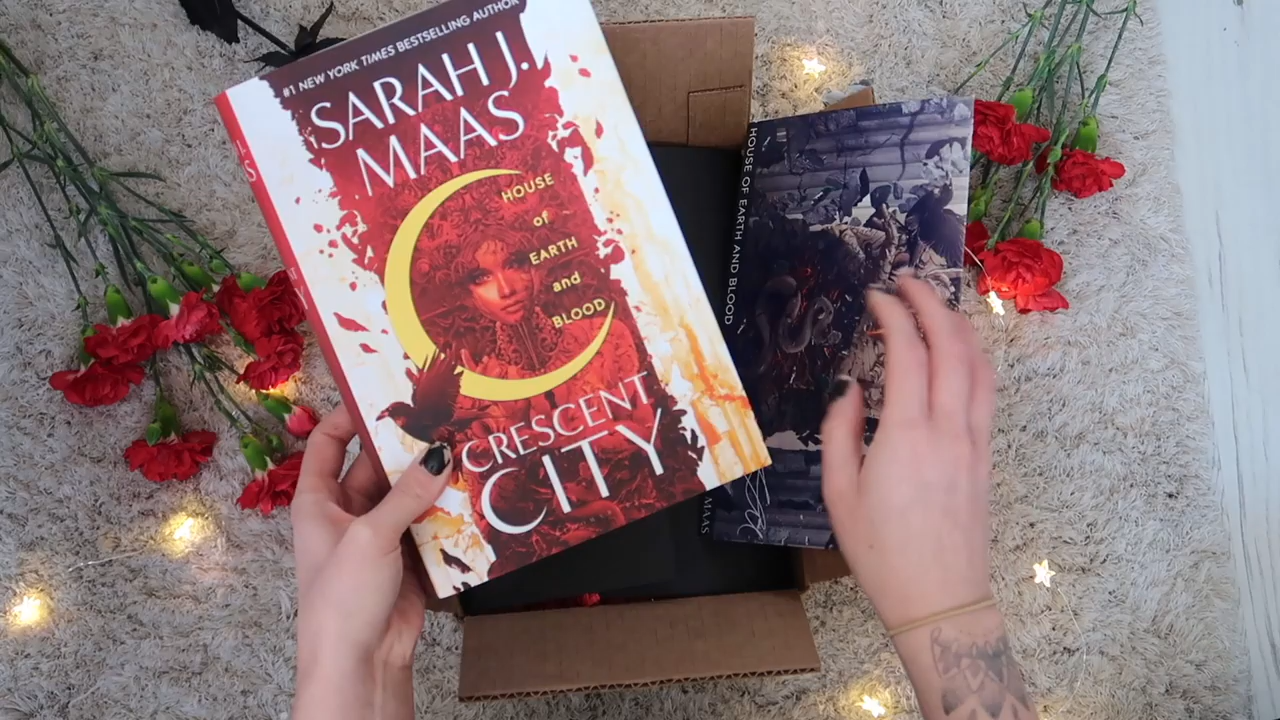 #1 NEW YORK TIMES BESTSELLING AUTHOR
SARAH J.
MAAS
HOUSE
of
EARTH
and
BLOOD
CRESCENT
CITY
HOUSE OF EARTH AND BLOOD
MAAS